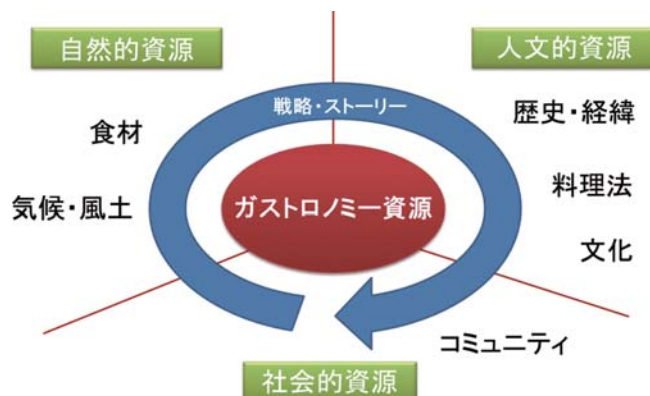 自然的資源
人文的資源
戦略・ストーリー
歴史・経緯
食材
料理法
気候・風土
ガストロノミー資源
文化
コミュニティ
社会的資源